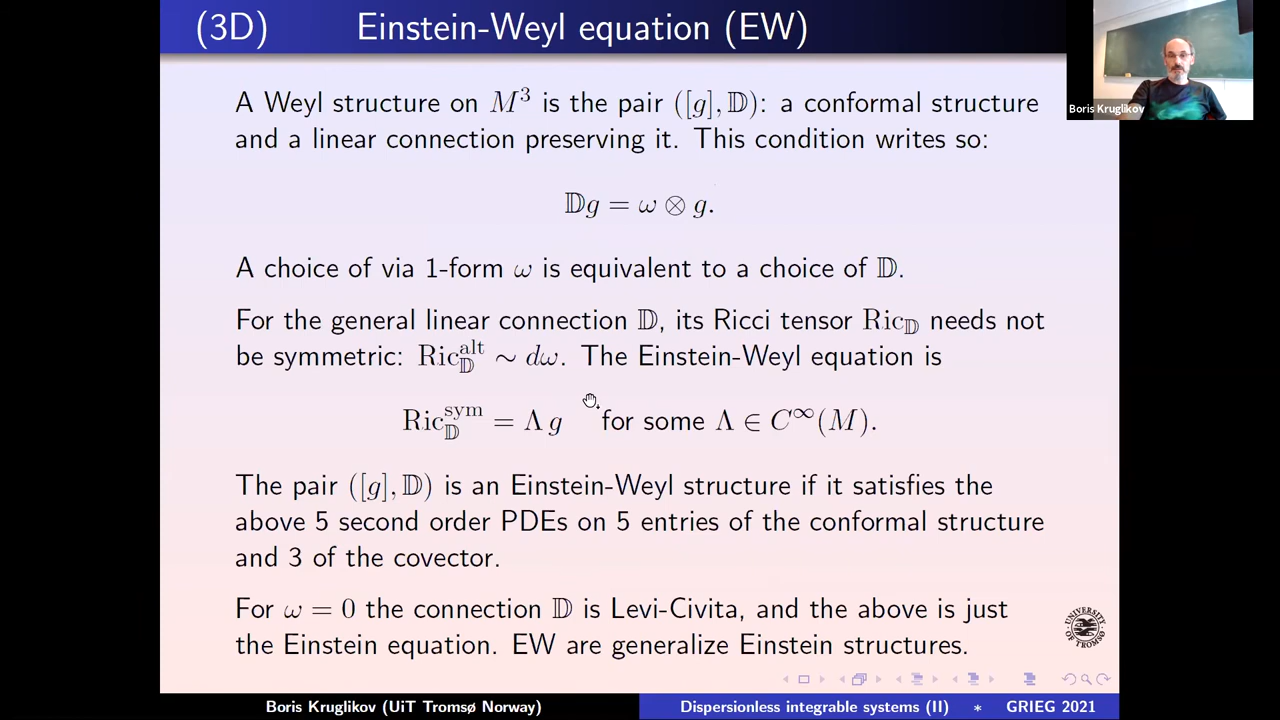 (3D) Einstein-Weyl equation (EW)
Boris Kruglikov
A Weyl structure on M³ is the pair ([g], 𝔻): a conformal structure
and a linear connection preserving it. This condition writes so:
𝔻g = ω ⊗ g.
A choice of via 1-form ω is equivalent to a choice of 𝔻.
For the general linear connection 𝔻, its Ricci tensor Ric_𝔻 needs not
be symmetric: Ric_𝔻^alt ∼ dω. The Einstein-Weyl equation is
Ric_𝔻^sym = Λ g for some Λ ∈ C^∞(M).
The pair ([g], 𝔻) is an Einstein-Weyl structure if it satisfies the
above 5 second order PDEs on 5 entries of the conformal structure
and 3 of the covector.
For ω = 0 the connection 𝔻 is Levi-Civita, and the above is just
the Einstein equation. EW are generalize Einstein structures.
UNIVERSITY
OF TROMSØ
Boris Kruglikov (UiT Tromsø Norway) Dispersionless integrable systems (II) * GRIEG 2021